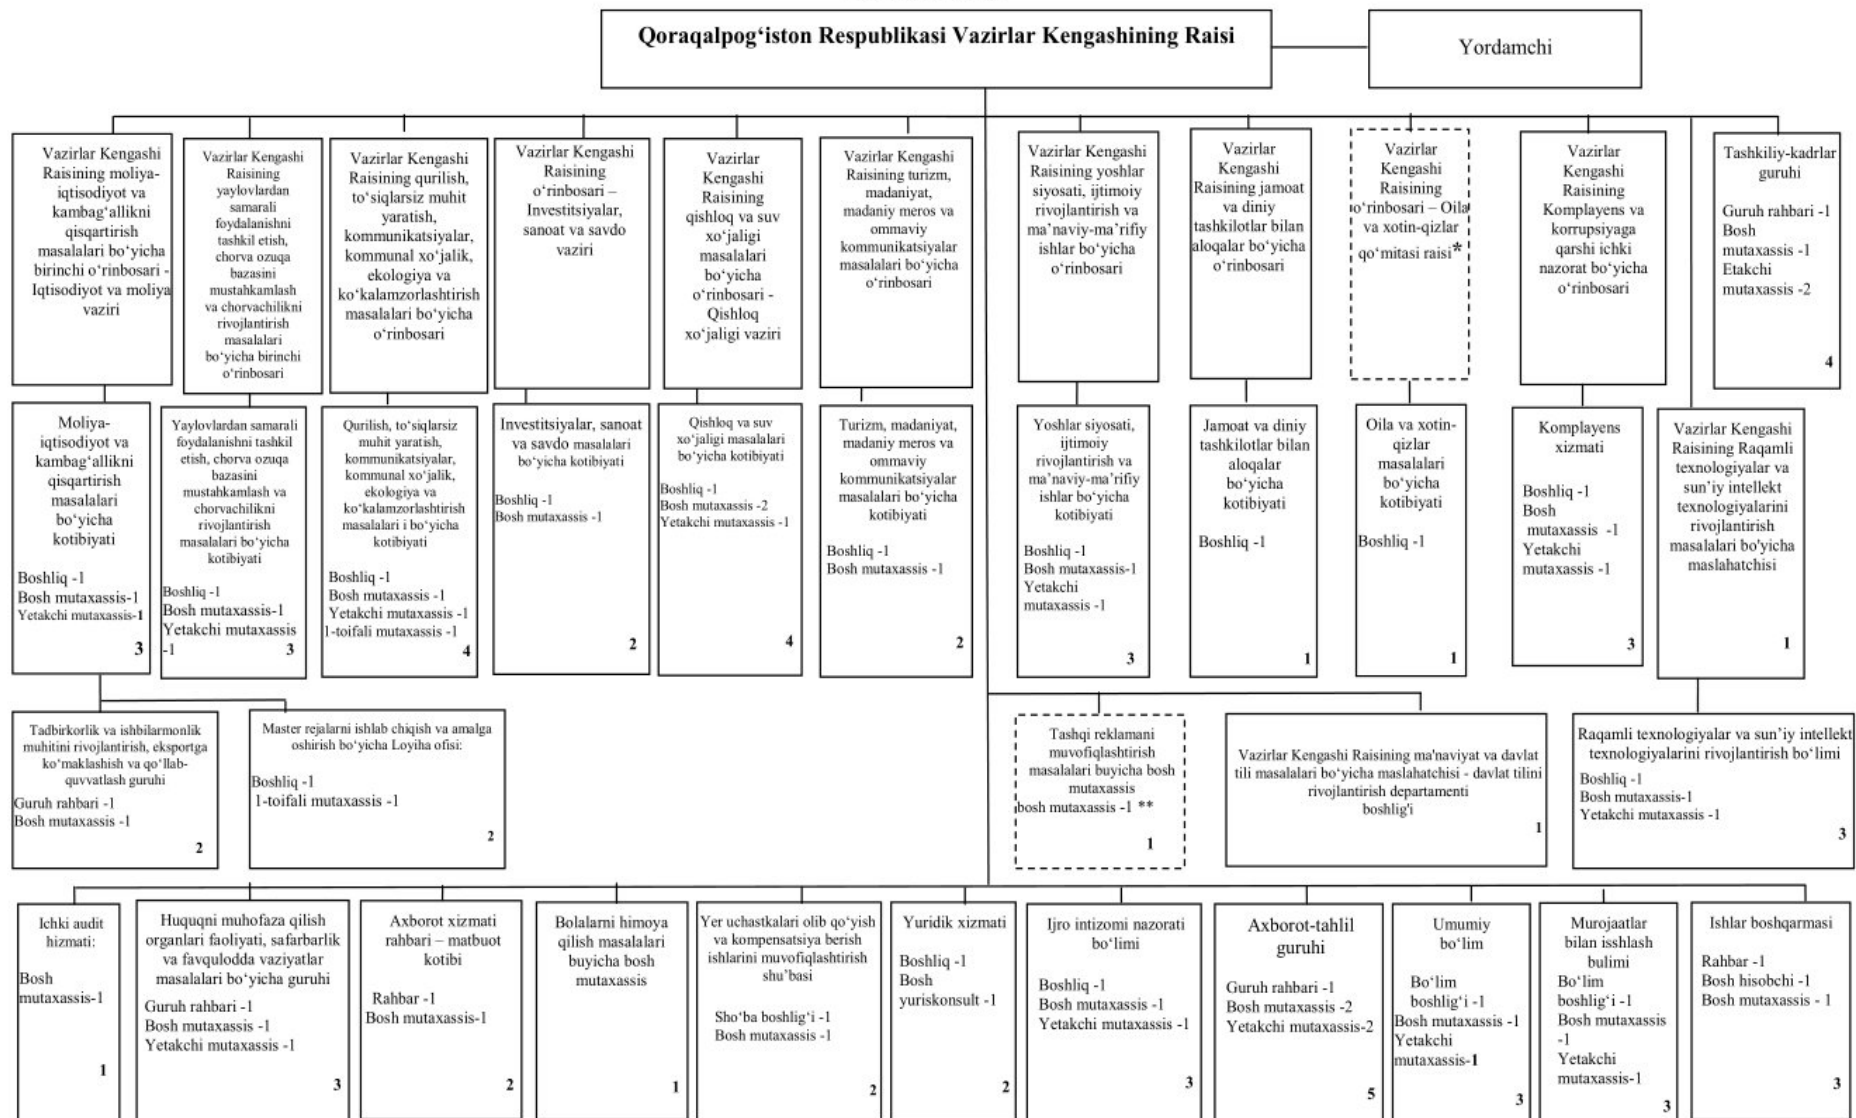 Qoraqalpog‘iston Respublikasi Vazirlar Kengashining Raisi
Yordamchi
Vazirlar Kengashi
Raisining moliya-
iqtisodiyot va
kambag‘allikni
qisqartirish
masalalari bo‘yicha
birinchi o‘rinbosari -
Iqtisodiyot va moliya
vaziri
Vazirlar Kengashi
Raisining
yaylovlardan
samarali
foydalanishni
tashkil etish,
chorva ozuqa
bazasini
mustahkamlash
va chorvachilikni
rivojlantirish
masalalari
bo‘yicha birinchi
o‘rinbosari
Vazirlar Kengashi
Raisining qurilish,
to‘siqlarsiz muhit
yaratish,
kommunikatsiyalar,
kommunal xo‘jalik,
ekologiya va
ko‘kalamzorlashtirish
masalalari bo‘yicha
o‘rinbosari
Vazirlar Kengashi
Raisining
o‘rinbosari –
Investitsiyalar,
sanoat va savdo
vaziri
Vazirlar
Kengashi
Raisining
qishloq va suv
xo‘jaligi
masalalari
bo‘yicha
o‘rinbosari -
Qishloq
xo‘jaligi vaziri
Vazirlar Kengashi
Raisining turizm,
madaniyat,
madaniy meros va
ommaviy
kommunikatsiyalar
masalalari bo‘yicha
o‘rinbosari
Vazirlar Kengashi
Raisining yoshlar
siyosati, ijtimoiy
rivojlantirish va
ma’naviy-ma’rifiy
ishlar bo‘yicha
o‘rinbosari
Vazirlar
Kengashi
Raisining jamoat
va diniy
tashkilotlar bilan
aloqalar bo‘yicha
o‘rinbosari
Vazirlar
Kengashi
Raisining
o‘rinbosari – Oila
va xotin-qizlar
qo‘mitasi raisi*
Vazirlar
Kengashi
Raisining
Komplayens va
korrupsiyaga
qarshi ichki
nazorat bo‘yicha
o‘rinbosari
Tashkiliy-kadrlar
guruhi
Guruh rahbari -1
Bosh
mutaxassis -1
Etakchi
mutaxassis -2
4
Moliya-
iqtisodiyot va
kambag‘allikni
qisqartirish
masalalari
bo‘yicha
kotibiyati
Boshliq -1
Bosh mutaxassis-1
Yetakchi mutaxassis-1
3
Yaylovlardan samarali
foydalanishni tashkil
etish, chorva ozuqa
bazasini
mustahkamlash va
chorvachilikni
rivojlantirish
masalalari bo‘yicha
kotibiyati
Boshliq -1
Bosh mutaxassis-1
Yetakchi mutaxassis
-1 3
Qurilish, to‘siqlarsiz
muhit yaratish,
kommunikatsiyalar,
kommunal xo‘jalik,
ekologiya va
ko‘kalamzorlashtirish
masalalari i bo‘yicha
kotibiyati
Boshliq -1
Bosh mutaxassis -1
Yetakchi mutaxassis -1
1-toifali mutaxassis -1
4
Investitsiyalar, sanoat
va savdo masalalari
bo‘yicha kotibiyati
Boshliq -1
Bosh mutaxassis -1
2
Qishloq va suv
xo‘jaligi masalalari
bo‘yicha kotibiyati
Boshliq -1
Bosh mutaxassis -2
Yetakchi mutaxassis -1
4
Turizm, madaniyat,
madaniy meros va
ommaviy
kommunikatsiyalar
masalalari bo‘yicha
kotibiyati
Boshliq -1
Bosh mutaxassis -1
2
Yoshlar siyosati,
ijtimoiy
rivojlantirish va
ma’naviy-ma’rifiy
ishlar bo‘yicha
kotibiyati
Boshliq -1
Bosh mutaxassis-1
Yetakchi
mutaxassis -1
3
Jamoat va diniy
tashkilotlar bilan
aloqalar
bo‘yicha
kotibiyati
Boshliq -1
1
Oila va xotin-
qizlar
masalalari
bo‘yicha
kotibiyati
Boshliq -1
1
Komplayens
xizmati
Boshliq -1
Bosh
mutaxassis -1
Yetakchi
mutaxassis -1
3
Vazirlar Kengashi
Raisining Raqamli
texnologiyalar va
sun’iy intellekt
texnologiyalarini
rivojlantirish
masalalari bo'yicha
maslahatchisi
1
Tadbirkorlik va ishbilarmonlik
muhitini rivojlantirish, eksportga
ko‘maklashish va qo‘llab-
quvvatlash guruhi
Guruh rahbari -1
Bosh mutaxassis -1
2
Master rejalarni ishlab chiqish va amalga
oshirish bo‘yicha Loyiha ofisi:
Boshliq -1
1-toifali mutaxassis -1
2
Tashqi reklamani
muvofiqlashtirish
masalalari buyicha bosh
mutaxassis
bosh mutaxassis -1 **
1
Vazirlar Kengashi Raisining ma'naviyat va davlat
tili masalalari bo‘yicha maslahatchisi - davlat tilini
rivojlantirish departamenti
boshlig'i
1
Raqamli texnologiyalar va sun’iy intellekt
texnologiyalarini rivojlantirish bo‘limi
Boshliq -1
Bosh mutaxassis-1
Yetakchi mutaxassis -1
3
Ichki audit
hizmati:
Bosh
mutaxassis-1
1
Huquqni muhofaza qilish
organlari faoliyati, safarbarlik
va favqulodda vaziyatlar
masalalari bo‘yicha guruhi
Guruh rahbari -1
Bosh mutaxassis -1
Yetakchi mutaxassis -1
3
Axborot xizmati
rahbari – matbuot
kotibi
Rahbar -1
Bosh mutaxassis-1
2
Bolalarni himoya
qilish masalalari
buyicha bosh
mutaxassis
1
Yer uchastkalari olib qo‘yish
va kompensatsiya berish
ishlarini muvofiqlashtirish
shu’basi
Sho‘ba boshlig‘i -1
Bosh mutaxassis -1
2
Yuridik xizmati
Boshliq -1
Bosh
yuriskonsult -1
2
Ijro intizomi nazorati
bo‘limi
Boshliq -1
Bosh mutaxassis -1
Yetakchi mutaxassis -1
3
Axborot-tahlil
guruhi
Guruh rahbari -1
Bosh mutaxassis -2
Yetakchi mutaxassis-2
5
Umumiy
bo‘lim
Bo‘lim
boshlig‘i -1
Bosh mutaxassis -1
Yetakchi
mutaxassis-1
3
Murojaatlar
bilan isshlash
bulimi
Bo‘lim
boshlig‘i -1
Bosh mutaxassis
-1
Yetakchi
mutaxassis-1
3
Ishlar boshqarmasi
Rahbar -1
Bosh hisobchi -1
Bosh mutaxassis - 1
3